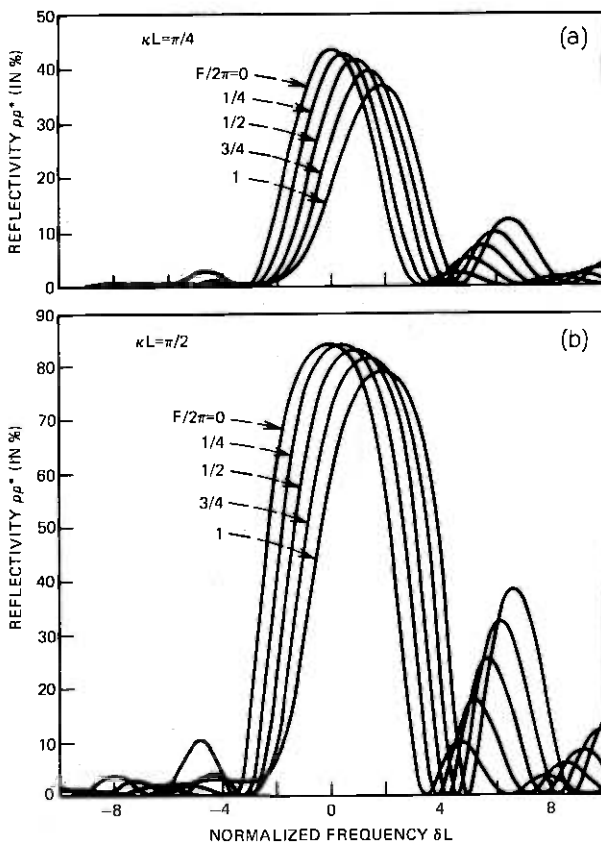 (a)
κL=π/4
F/2π=0
1/4
1/2
3/4
1
50
40
30
20
10
0
REFLECTIVITY ρρ* (IN %)
(b)
κL=π/2
F/2π=0
1/4
1/2
3/4
1
90
80
70
60
50
40
30
20
10
0
REFLECTIVITY ρρ* (IN %)
−8 −4 0 4 8
NORMALIZED FREQUENCY δL